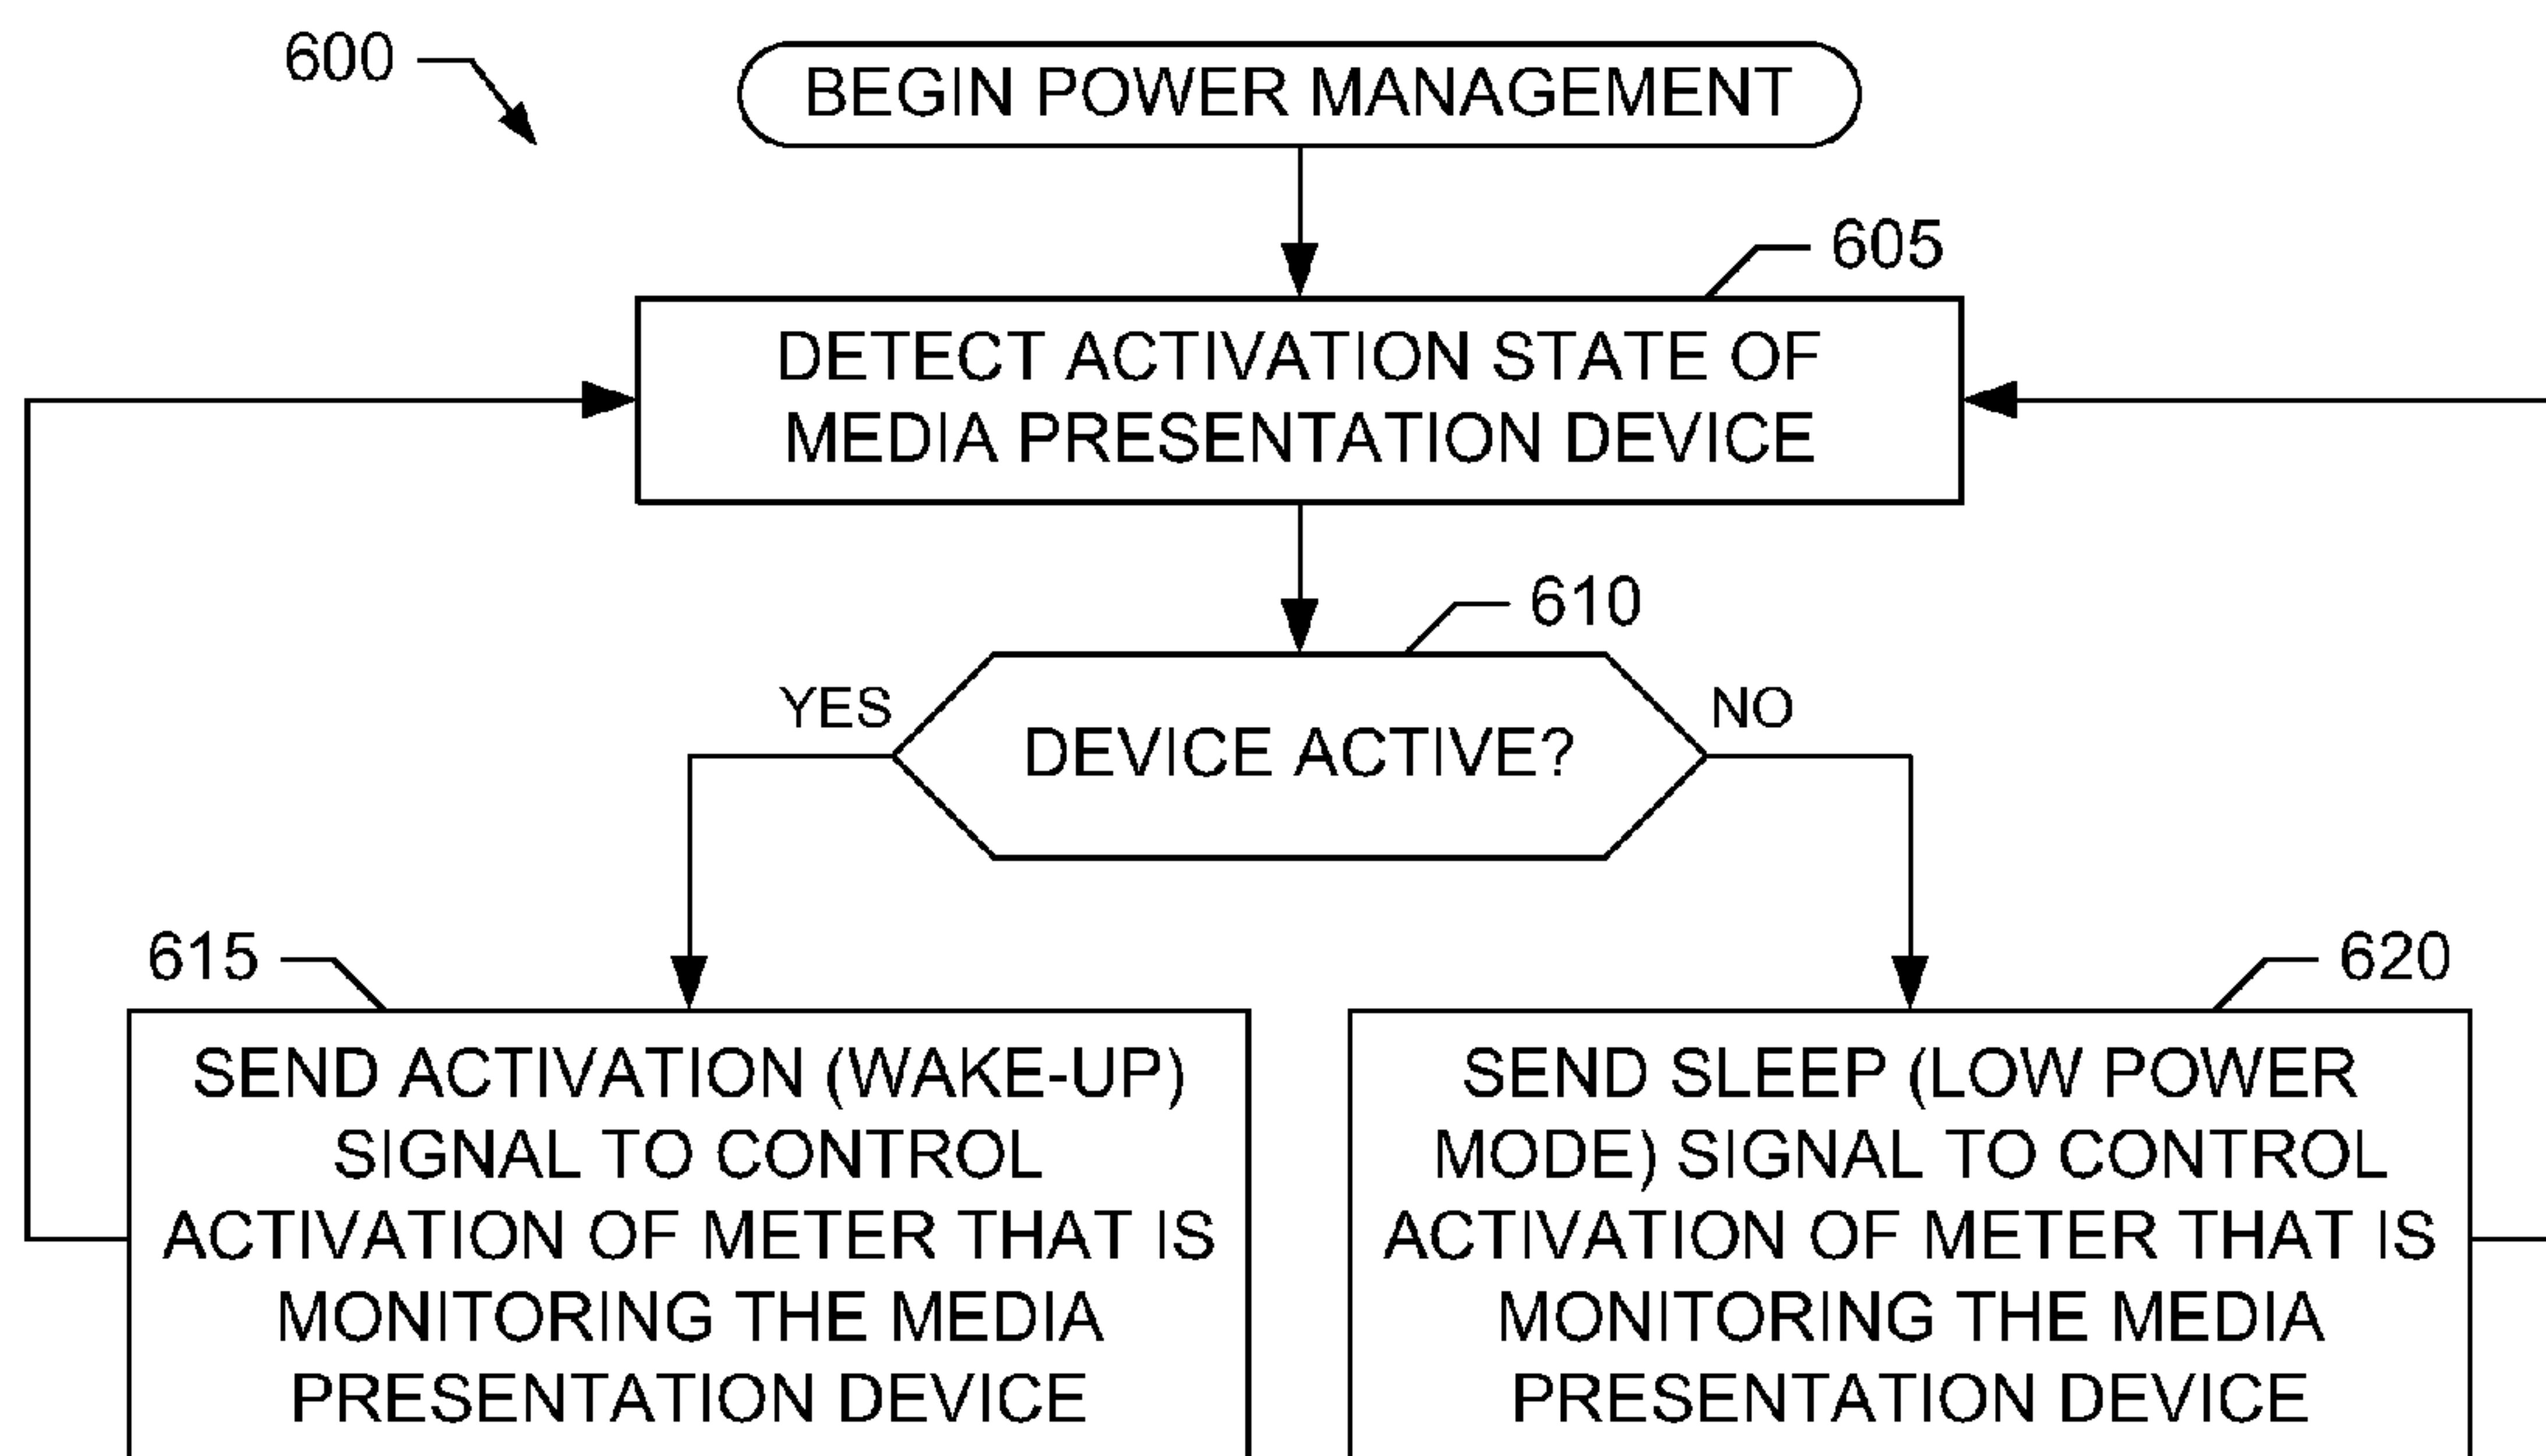 600
BEGIN POWER MANAGEMENT
605
DETECT ACTIVATION STATE OF
MEDIA PRESENTATION DEVICE
610
YES
NO
DEVICE ACTIVE?
615
SEND ACTIVATION (WAKE-UP)
SIGNAL TO CONTROL
ACTIVATION OF METER THAT IS
MONITORING THE MEDIA
PRESENTATION DEVICE
620
SEND SLEEP (LOW POWER
MODE) SIGNAL TO CONTROL
ACTIVATION OF METER THAT IS
MONITORING THE MEDIA
PRESENTATION DEVICE